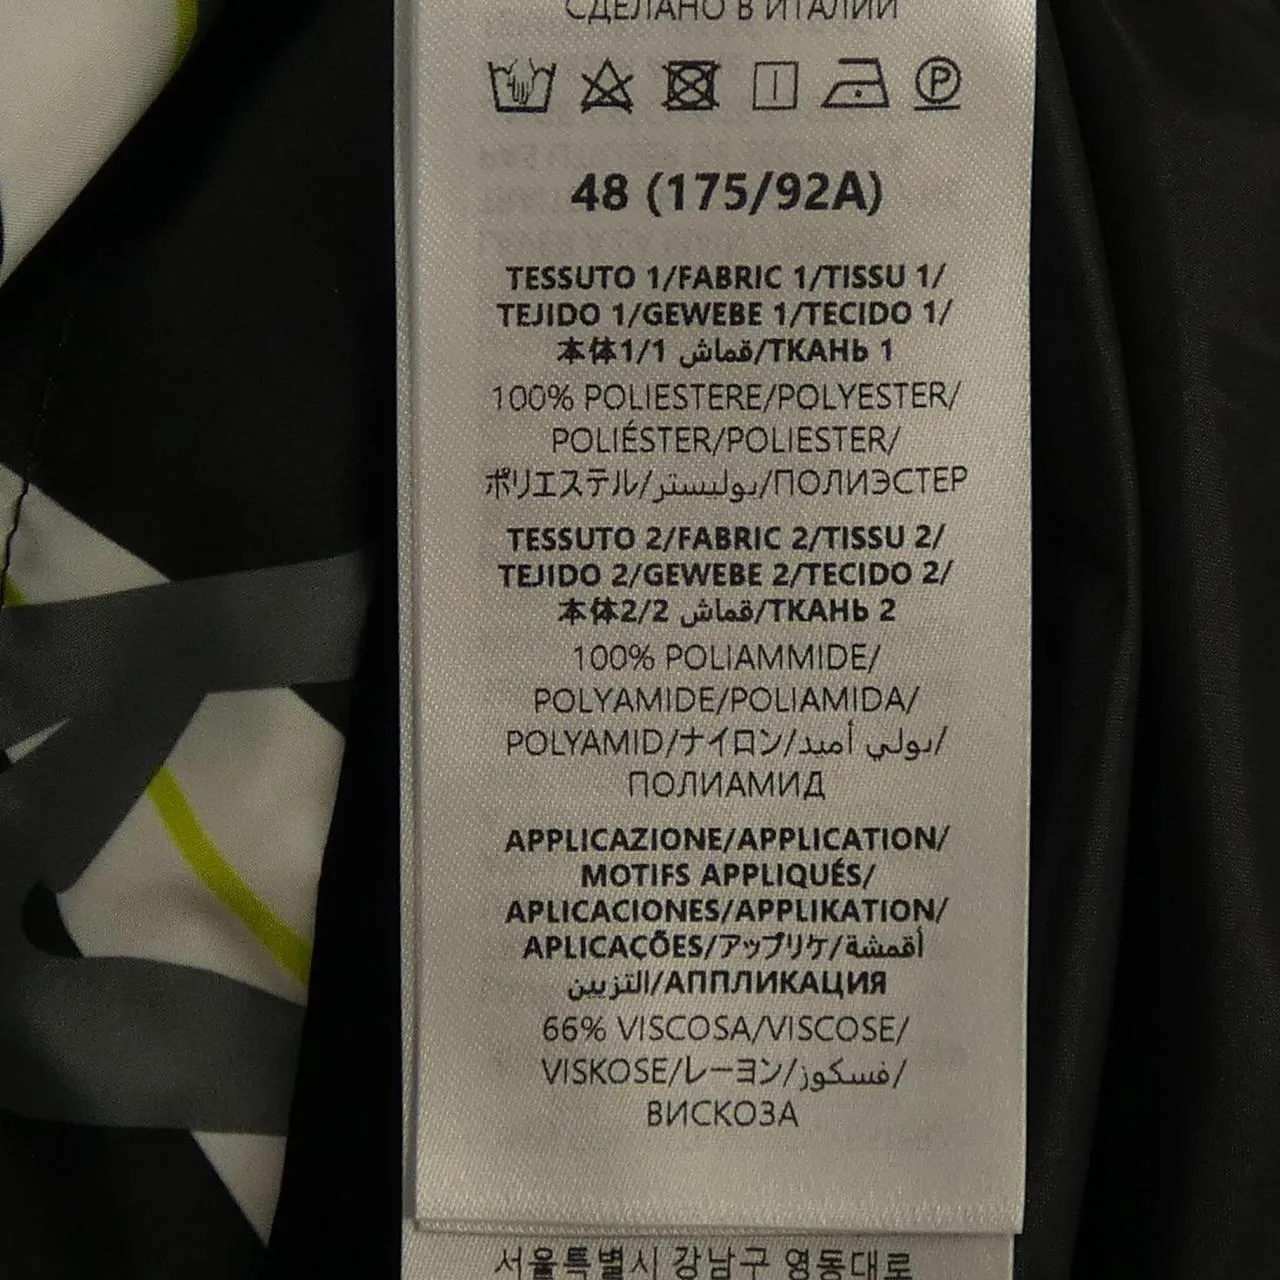 СДЕЛАНО В ИТАЛИИ
P
48 (175/92A)
TESSUTO 1/FABRIC 1/TISSU 1/
TEJIDO 1/GEWEBE 1/TECIDO 1/
本体1/1 قماش/ТКАНЬ 1
100% POLIESTERE/POLYESTER/
POLIÉSTER/POLIESTER/
ポリエステル/بوليستر/ПОЛИЭСТЕР
TESSUTO 2/FABRIC 2/TISSU 2/
TEJIDO 2/GEWEBE 2/TECIDO 2/
本体2/2 قماش/ТКАНЬ 2
100% POLIAMMIDE/
POLYAMIDE/POLIAMIDA/
POLYAMID/ナイロン/بولي أميد/
ПОЛИАМИД
APPLICAZIONE/APPLICATION/
MOTIFS APPLIQUÉS/
APLICACIONES/APPLIKATION/
APLICAÇÕES/アップリケ/أقمشة
التزيين/АППЛИКАЦИЯ
66% VISCOSA/VISCOSE/
VISKOSE/レーヨン/فسكوز/
ВИСКОЗА
서울특별시 강남구 영동대로